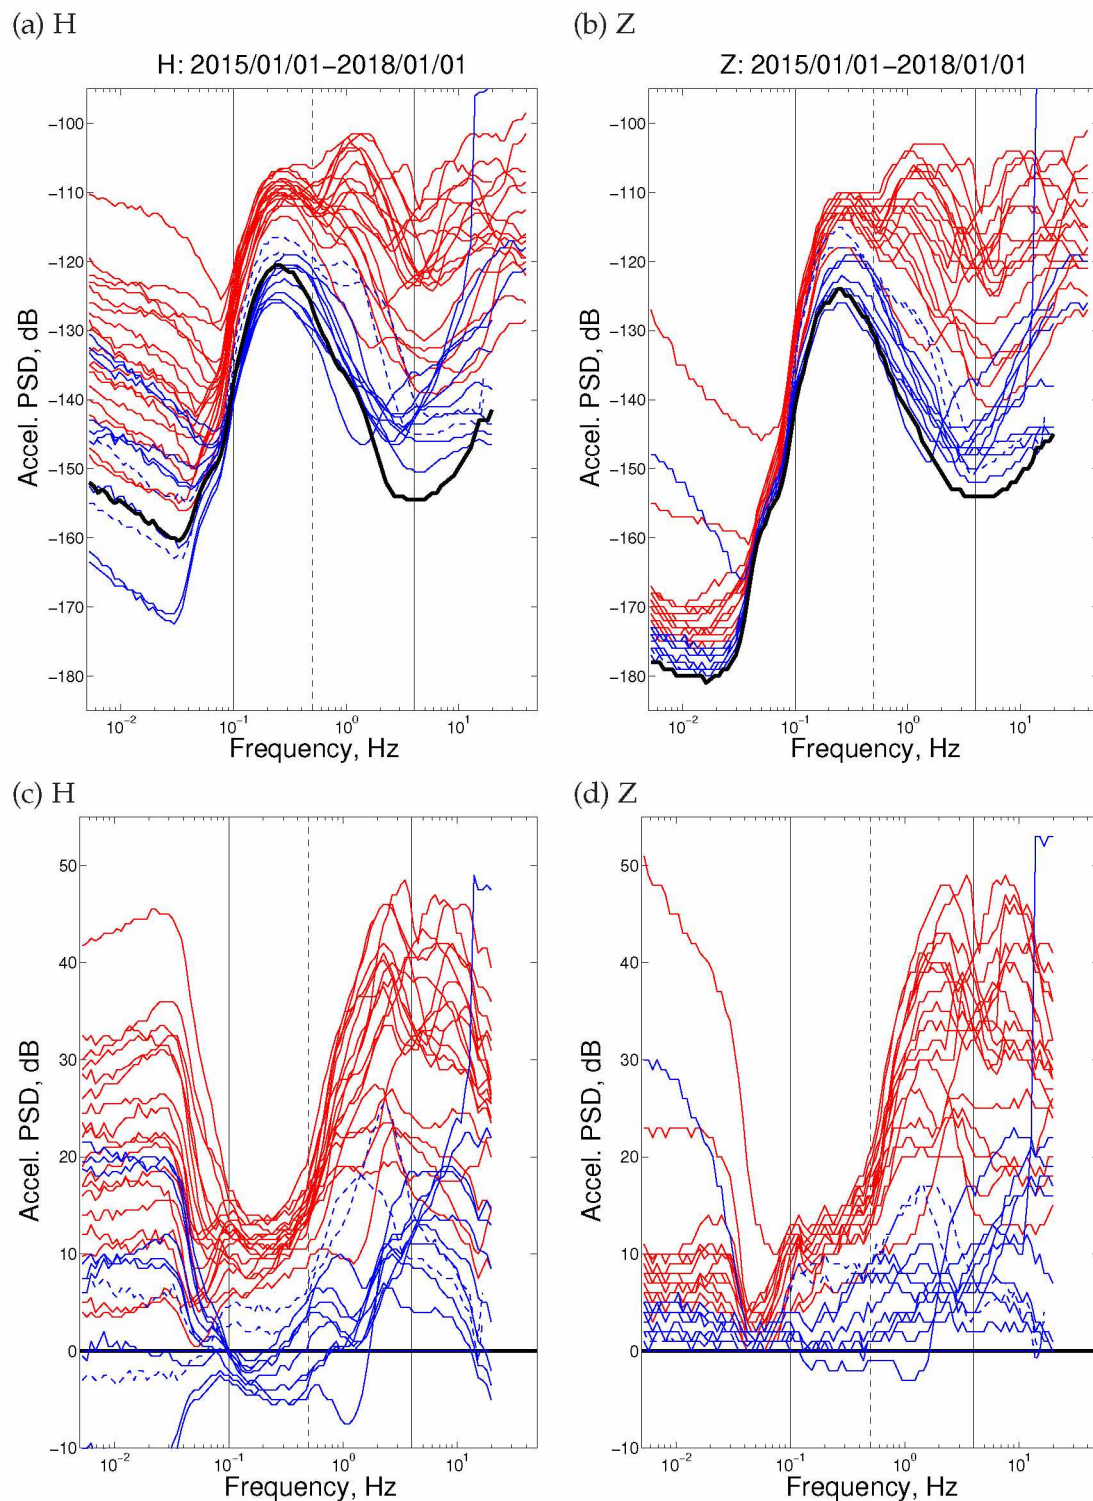 (a) H
(b) Z
H: 2015/01/01−2018/01/01
Z: 2015/01/01−2018/01/01
−100
−110
−120
−130
−140
−150
−160
−170
−180
Accel. PSD, dB
10⁻² 10⁻¹ 10⁰ 10¹
Frequency, Hz
−100
−110
−120
−130
−140
−150
−160
−170
−180
Accel. PSD, dB
10⁻² 10⁻¹ 10⁰ 10¹
Frequency, Hz
(c) H
(d) Z
50
40
30
20
10
0
−10
Accel. PSD, dB
10⁻² 10⁻¹ 10⁰ 10¹
Frequency, Hz
50
40
30
20
10
0
−10
Accel. PSD, dB
10⁻² 10⁻¹ 10⁰ 10¹
Frequency, Hz